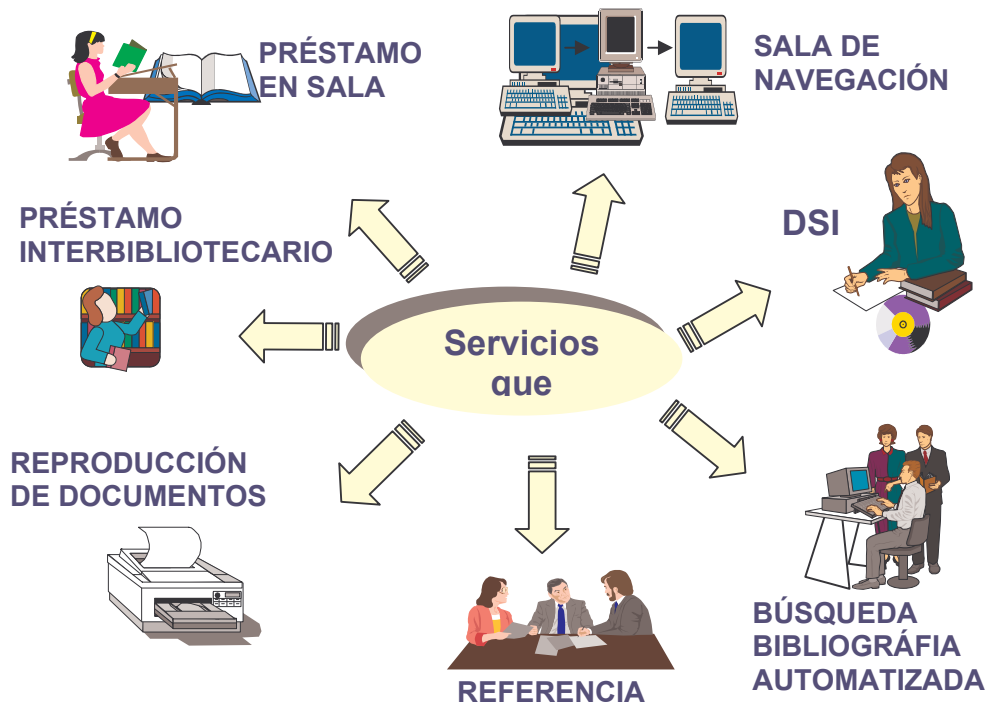 PRÉSTAMO
EN SALA
SALA DE
NAVEGACIÓN
PRÉSTAMO
INTERBIBLIOTECARIO
DSI
Servicios
que
REPRODUCCIÓN
DE DOCUMENTOS
REFERENCIA
BÚSQUEDA
BIBLIOGRÁFIA
AUTOMATIZADA